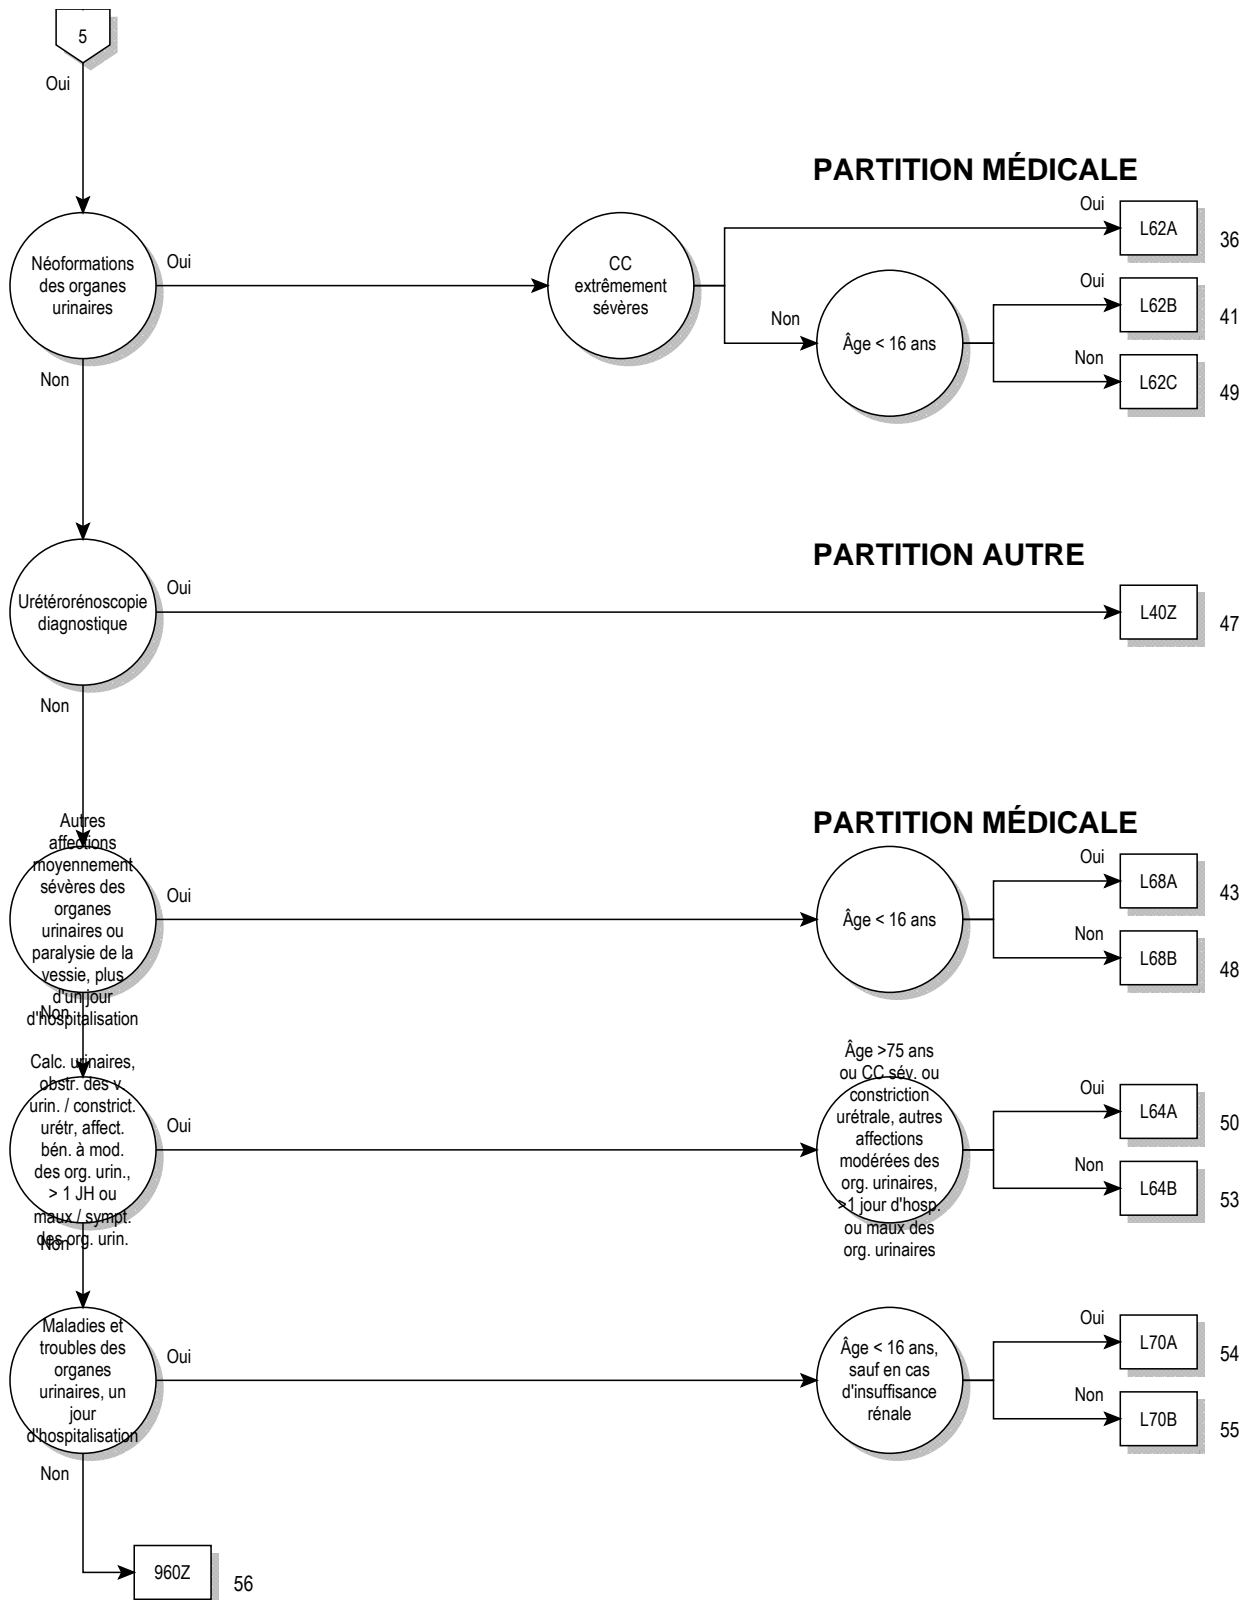 5
Oui
PARTITION MÉDICALE
Néoformations
des organes
urinaires
Oui
CC
extrêmement
sévères
Oui
L62A
36
Non
Âge < 16 ans
Oui
L62B
41
Non
L62C
49
Non
PARTITION AUTRE
Urétérorénoscopie
diagnostique
Oui
L40Z
47
Non
PARTITION MÉDICALE
Autres
affections
moyennement
sévères des
organes
urinaires ou
paralysie de la
vessie, plus
d'un jour
d'hospitalisation
Oui
Âge < 16 ans
Oui
L68A
43
Non
L68B
48
Non
Calc. urinaires,
obstr. des v.
urin. / constrict.
urétr, affect.
bén. à mod.
des org. urin.,
> 1 JH ou
maux / sympt.
des org. urin.
Oui
Âge >75 ans
ou CC sév. ou
constriction
urétrale, autres
affections
modérées des
org. urinaires,
>1 jour d'hosp.
ou maux des
org. urinaires
Oui
L64A
50
Non
L64B
53
Non
Maladies et
troubles des
organes
urinaires, un
jour
d'hospitalisation
Oui
Âge < 16 ans,
sauf en cas
d'insuffisance
rénale
Oui
L70A
54
Non
L70B
55
Non
960Z
56